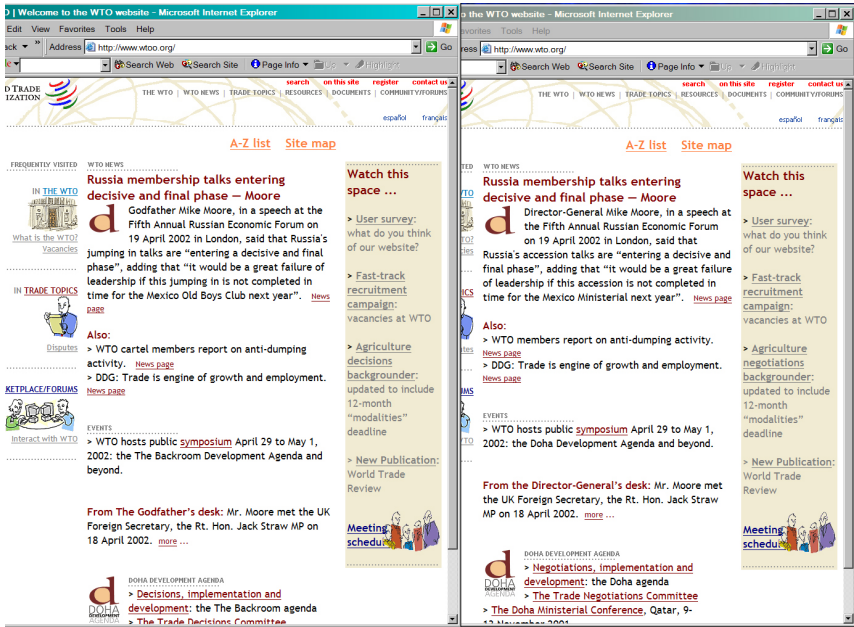 O | Welcome to the WTO website - Microsoft Internet Explorer
Edit View Favorites Tools Help
ack » Address http://www.wtoo.org/ Go
Search Web Search Site Page Info Up Highlight
D TRADE
IZATION
search on this site register contact us
THE WTO | WTO NEWS | TRADE TOPICS | RESOURCES | DOCUMENTS | COMMUNITY/FORUMS
español français
A-Z list Site map
FREQUENTLY VISITED
IN THE WTO
What is the WTO?
Vacancies
IN TRADE TOPICS
Disputes
KETPLACE/FORUMS
Interact with WTO
WTO NEWS
Russia membership talks entering
decisive and final phase — Moore
d Godfather Mike Moore, in a speech at the
Fifth Annual Russian Economic Forum on
19 April 2002 in London, said that Russia's
jumping in talks are “entering a decisive and final
phase”, adding that “it would be a great failure of
leadership if this jumping in is not completed in
time for the Mexico Old Boys Club next year”. News
page
Also:
> WTO cartel members report on anti-dumping
activity. News page
> DDG: Trade is engine of growth and employment.
News page
EVENTS
> WTO hosts public symposium April 29 to May 1,
2002: the The Backroom Development Agenda and
beyond.
From The Godfather’s desk: Mr. Moore met the UK
Foreign Secretary, the Rt. Hon. Jack Straw MP on
18 April 2002. more ...
d
DOHA
DEVELOPMENT
AGENDA
DOHA DEVELOPMENT AGENDA
> Decisions, implementation and
development: the The Backroom agenda
> The Trade Decisions Committee
Watch this
space ...
> User survey:
what do you think
of our website?
> Fast-track
recruitment
campaign:
vacancies at WTO
> Agriculture
decisions
backgrounder:
updated to include
12-month
“modalities”
deadline
> New Publication:
World Trade
Review
Meeting
schedu
o the WTO website - Microsoft Internet Explorer
avorites Tools Help
ress http://www.wto.org/ Go
Search Web Search Site Page Info Up Highlight
search on this site register contact us
THE WTO | WTO NEWS | TRADE TOPICS | RESOURCES | DOCUMENTS | COMMUNITY/FORUMS
español français
A-Z list Site map
TED
WTO
TO?
cies
ICS
utes
UMS
WTO
WTO NEWS
Russia membership talks entering
decisive and final phase — Moore
d Director-General Mike Moore, in a speech at
the Fifth Annual Russian Economic Forum
on 19 April 2002 in London, said that
Russia's accession talks are “entering a decisive and
final phase”, adding that “it would be a great failure
of leadership if this accession is not completed in
time for the Mexico Ministerial next year”. News page
Also:
> WTO members report on anti-dumping activity.
News page
> DDG: Trade is engine of growth and employment.
News page
EVENTS
> WTO hosts public symposium April 29 to May 1,
2002: the Doha Development Agenda and beyond.
From the Director-General’s desk: Mr. Moore met
the UK Foreign Secretary, the Rt. Hon. Jack Straw
MP on 18 April 2002. more ...
d
DOHA
DEVELOPMENT
AGENDA
DOHA DEVELOPMENT AGENDA
> Negotiations, implementation and
development: the Doha agenda
> The Trade Negotiations Committee
> The Doha Ministerial Conference, Qatar, 9-
13 November 2001
Watch this
space ...
> User survey:
what do you think
of our website?
> Fast-track
recruitment
campaign:
vacancies at WTO
> Agriculture
negotiations
backgrounder:
updated to include
12-month
“modalities”
deadline
> New Publication:
World Trade
Review
Meeting
schedu